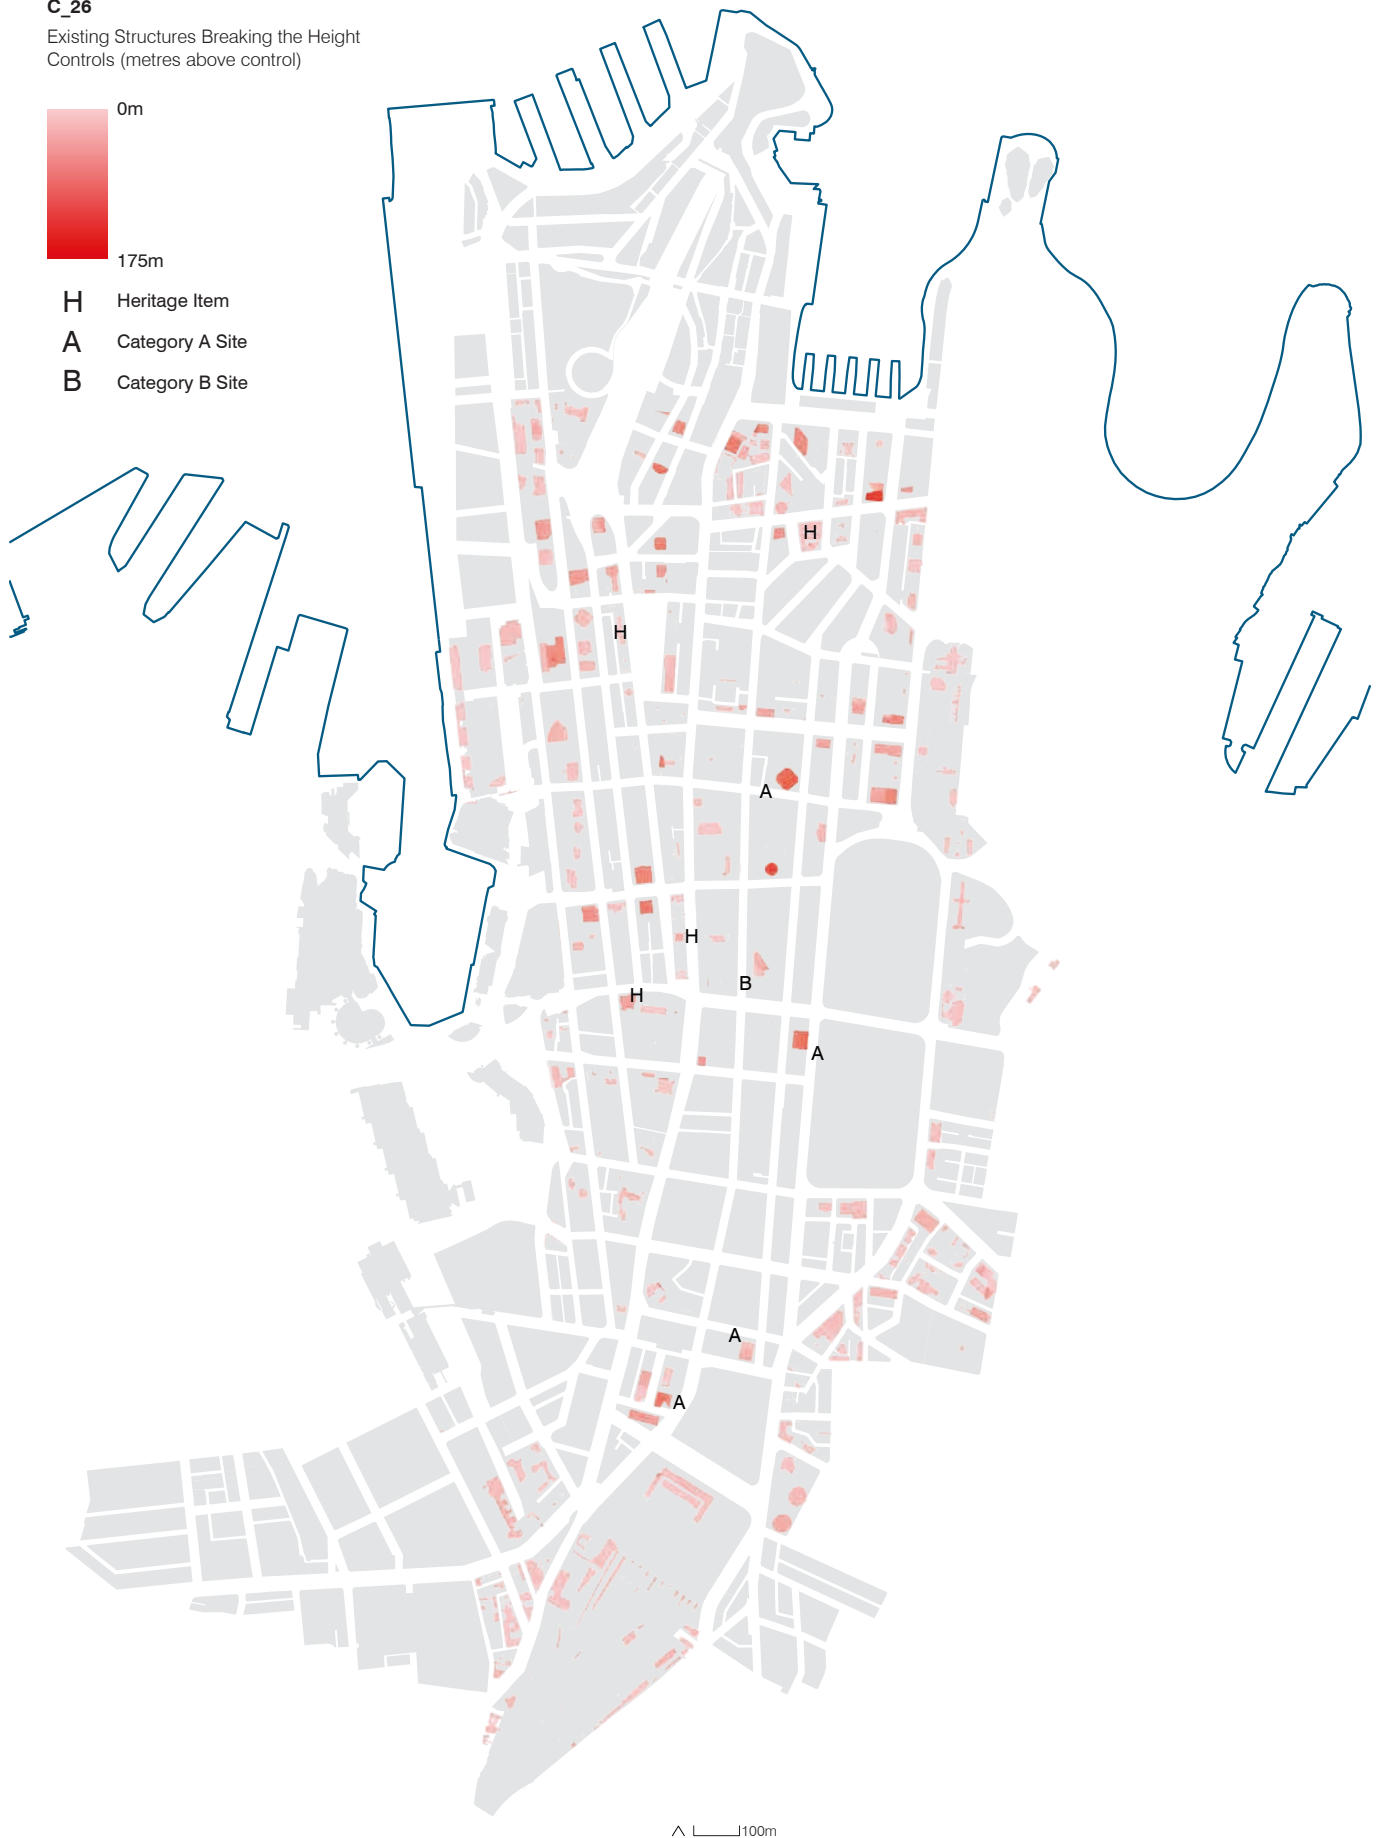 C_26
Existing Structures Breaking the Height
Controls (metres above control)
0m
175m
H Heritage Item
A Category A Site
B Category B Site
H
H
A
H
B
H
A
A
A
100m